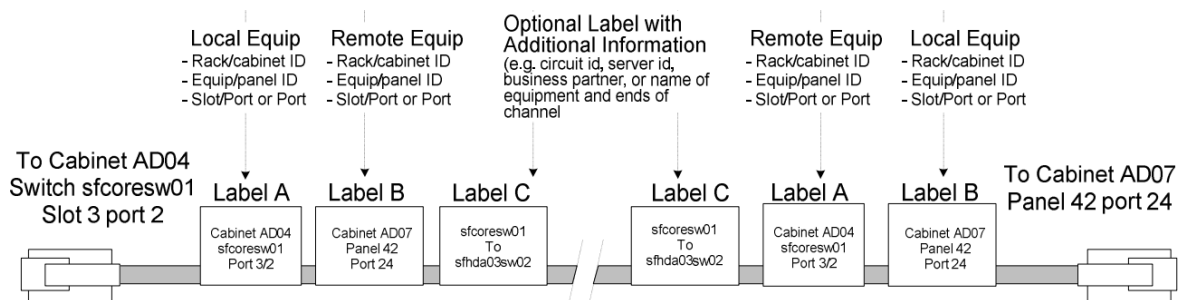 Local Equip
- Rack/cabinet ID
- Equip/panel ID
- Slot/Port or Port
Remote Equip
- Rack/cabinet ID
- Equip/panel ID
- Slot/Port or Port
Optional Label with
Additional Information
(e.g. circuit id, server id,
business partner, or name of
equipment and ends of
channel
Remote Equip
- Rack/cabinet ID
- Equip/panel ID
- Slot/Port or Port
Local Equip
- Rack/cabinet ID
- Equip/panel ID
- Slot/Port or Port
To Cabinet AD04
Switch sfcoresw01
Slot 3 port 2
Label A
Cabinet AD04
sfcoresw01
Port 3/2
Label B
Cabinet AD07
Panel 42
Port 24
Label C
sfcoresw01
To
sfhda03sw02
Label C
sfcoresw01
To
sfhda03sw02
Label A
Cabinet AD04
sfcoresw01
Port 3/2
Label B
Cabinet AD07
Panel 42
Port 24
To Cabinet AD07
Panel 42 port 24